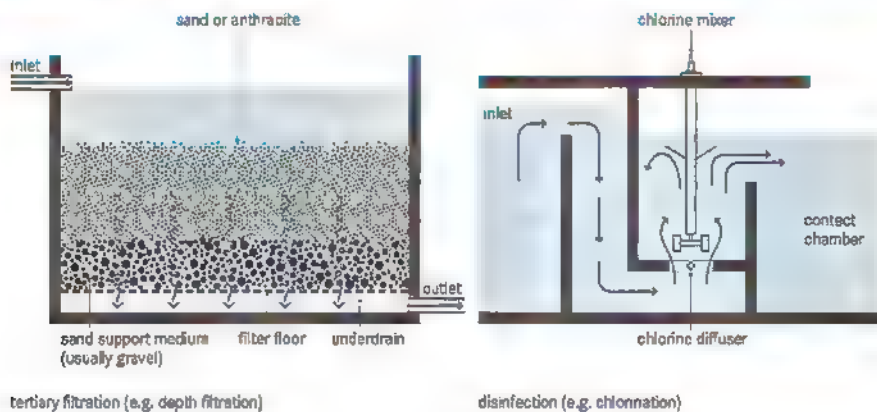 sand or anthracite
inlet
outlet
sand support medium
(usually gravel)
filter floor
underdrain
tertiary filtration (e.g. depth filtration)
chlorine mixer
inlet
contact
chamber
chlorine diffuser
disinfection (e.g. chlorination)